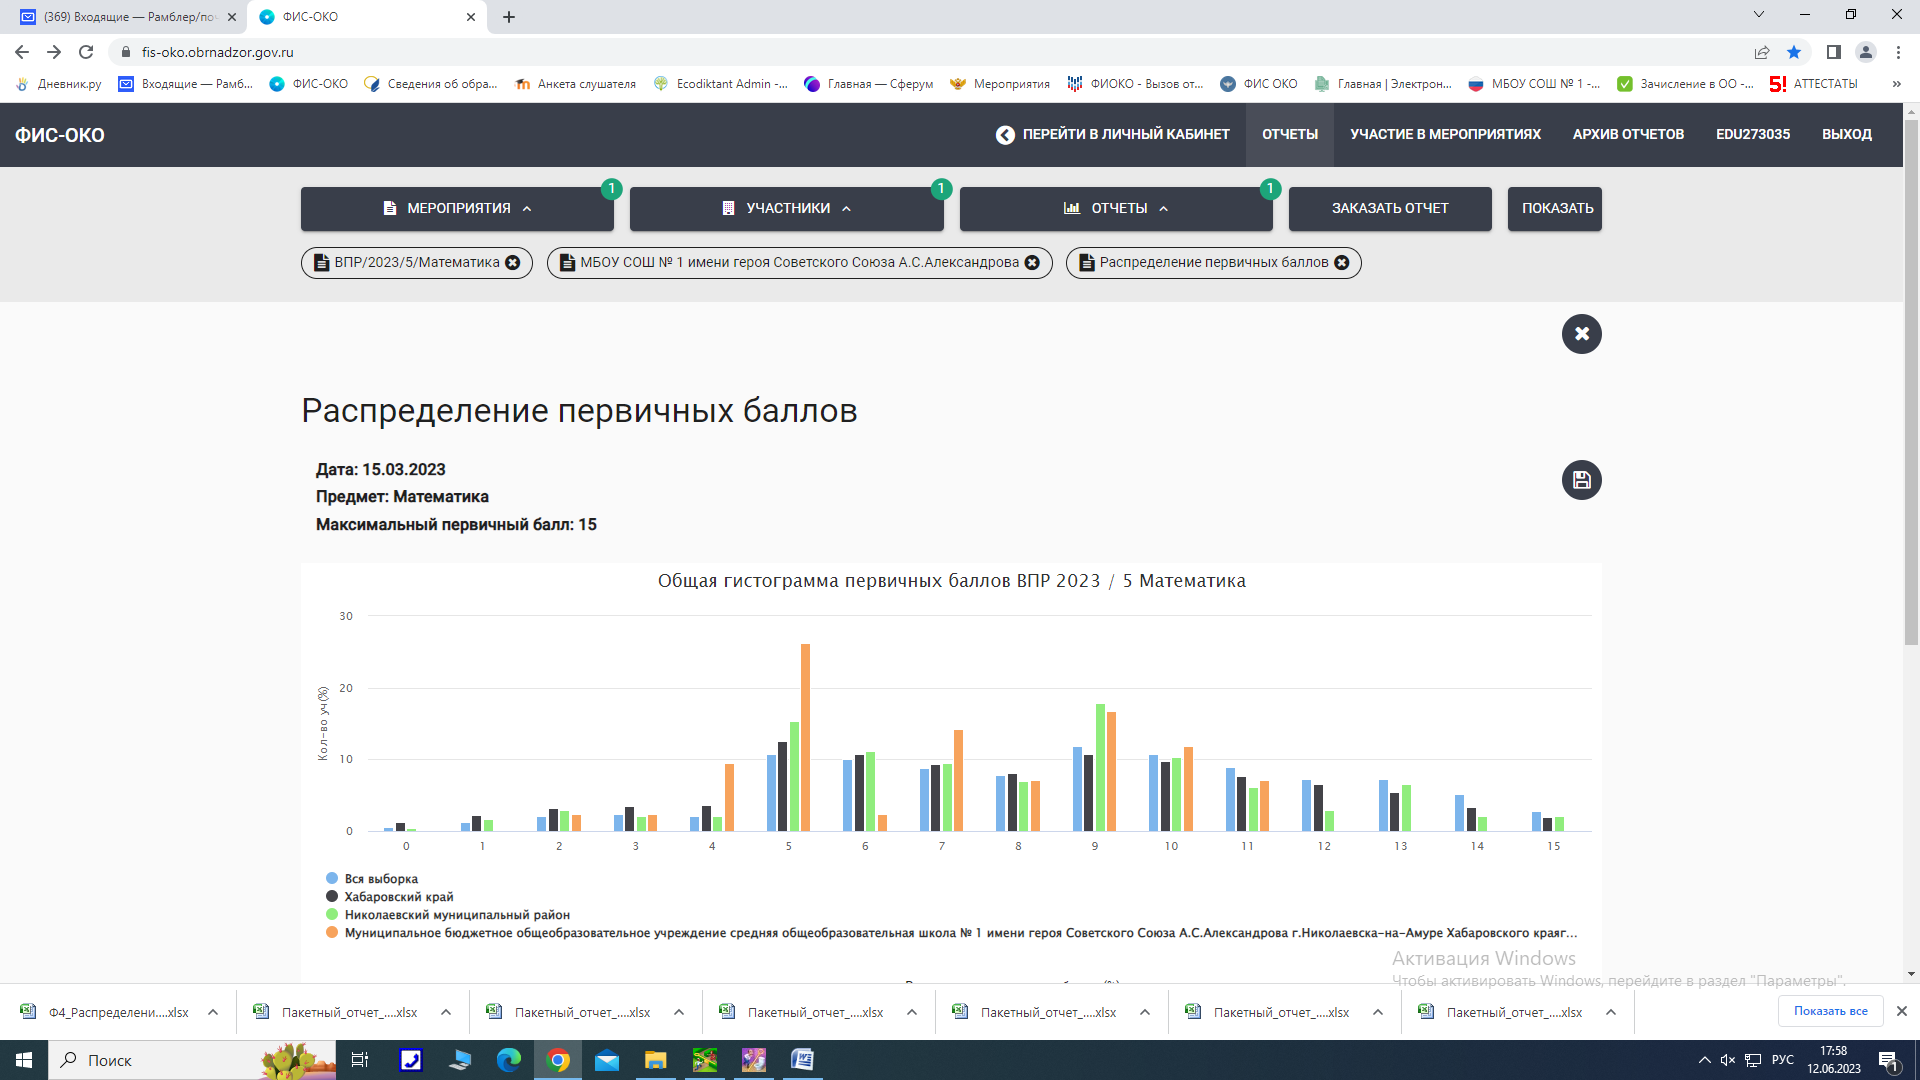 (369) Входящие — Рамблер/поч
ФИС-ОКО
fis-oko.obrnadzor.gov.ru
Дневник.ру
Входящие — Рамб...
ФИС-ОКО
Сведения об обра...
Анкета слушателя
Ecodiktant Admin -...
Главная — Сферум
Мероприятия
ФИОКО - Вызов от...
ФИС ОКО
Главная | Электрон...
МБОУ СОШ № 1 -...
Зачисление в ОО -...
5! АТТЕСТАТЫ
»
ФИС-ОКО
ПЕРЕЙТИ В ЛИЧНЫЙ КАБИНЕТ
ОТЧЕТЫ
УЧАСТИЕ В МЕРОПРИЯТИЯХ
АРХИВ ОТЧЕТОВ
EDU273035
ВЫХОД
МЕРОПРИЯТИЯ 1
УЧАСТНИКИ 1
ОТЧЕТЫ 1
ЗАКАЗАТЬ ОТЧЕТ
ПОКАЗАТЬ
ВПР/2023/5/Математика
МБОУ СОШ № 1 имени героя Советского Союза А.С.Александрова
Распределение первичных баллов
Распределение первичных баллов
Дата: 15.03.2023
Предмет: Математика
Максимальный первичный балл: 15
Общая гистограмма первичных баллов ВПР 2023 / 5 Математика
Кол-во уч(%)
30
20
10
0
0 1 2 3 4 5 6 7 8 9 10 11 12 13 14 15
Вся выборка
Хабаровский край
Николаевский муниципальный район
Муниципальное бюджетное общеобразовательное учреждение средняя общеобразовательная школа № 1 имени героя Советского Союза А.С.Александрова г.Николаевска-на-Амуре Хабаровского краяг...
Активация Windows
Чтобы активировать Windows, перейдите в раздел "Параметры".
Ф4_Распределени....xlsx
Пакетный_отчет_....xlsx
Пакетный_отчет_....xlsx
Пакетный_отчет_....xlsx
Пакетный_отчет_....xlsx
Пакетный_отчет_....xlsx
Пакетный_отчет_....xlsx
Показать все
Поиск
РУС
17:58
12.06.2023
1